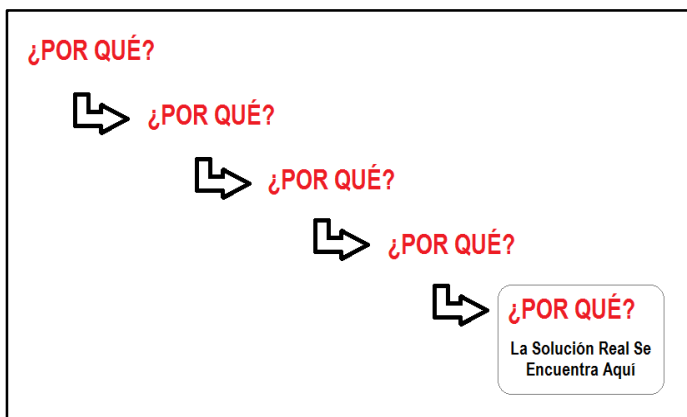 ¿POR QUÉ?
¿POR QUÉ?
¿POR QUÉ?
¿POR QUÉ?
¿POR QUÉ?
La Solución Real Se
Encuentra Aquí